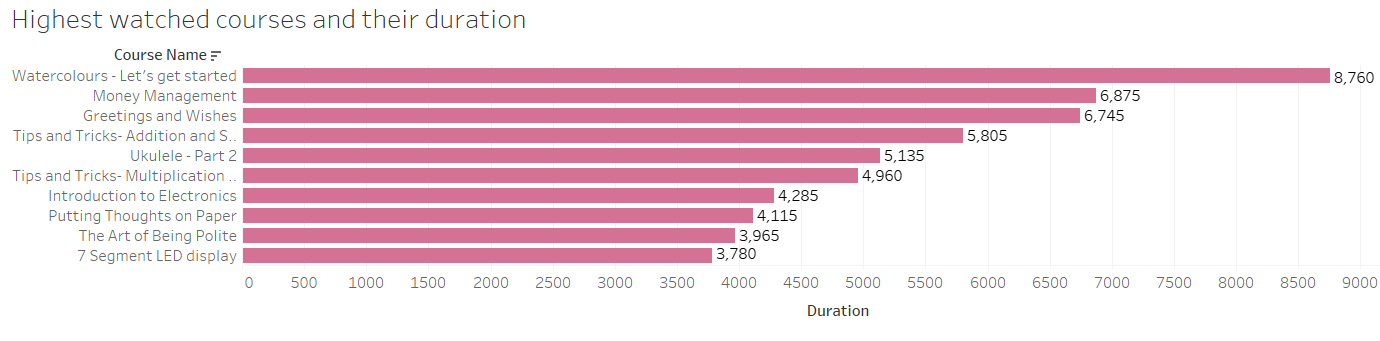 Highest watched courses and their duration
Course Name
Watercolours - Let's get started 8,760
Money Management 6,875
Greetings and Wishes 6,745
Tips and Tricks- Addition and S.. 5,805
Ukulele - Part 2 5,135
Tips and Tricks- Multiplication .. 4,960
Introduction to Electronics 4,285
Putting Thoughts on Paper 4,115
The Art of Being Polite 3,965
7 Segment LED display 3,780
0 500 1000 1500 2000 2500 3000 3500 4000 4500 5000 5500 6000 6500 7000 7500 8000 8500 9000
Duration